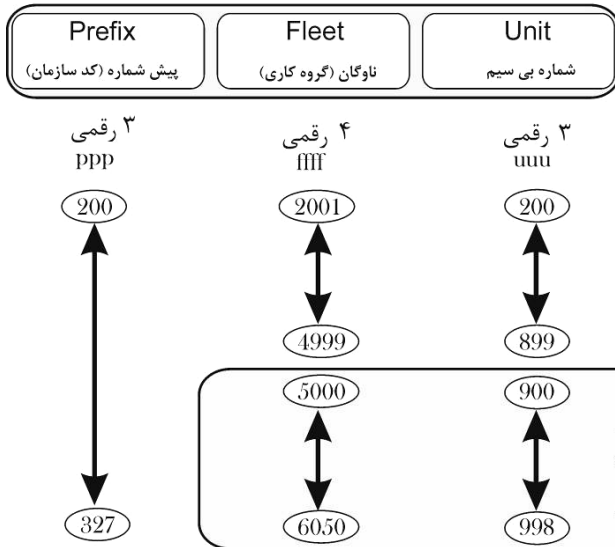 Prefix Fleet Unit
پیش شماره (کد سازمان) ناوگان (گروه کاری) شماره بی سیم
۳ رقمی ۴ رقمی ۳ رقمی
ppp ffff uuu
200 2001 200
4999 899
5000 900
327 6050 998